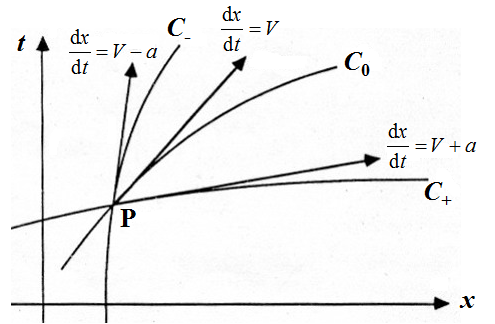 t
dx/dt = V − a
C₋
dx/dt = V
C₀
dx/dt = V + a
C₊
P
x